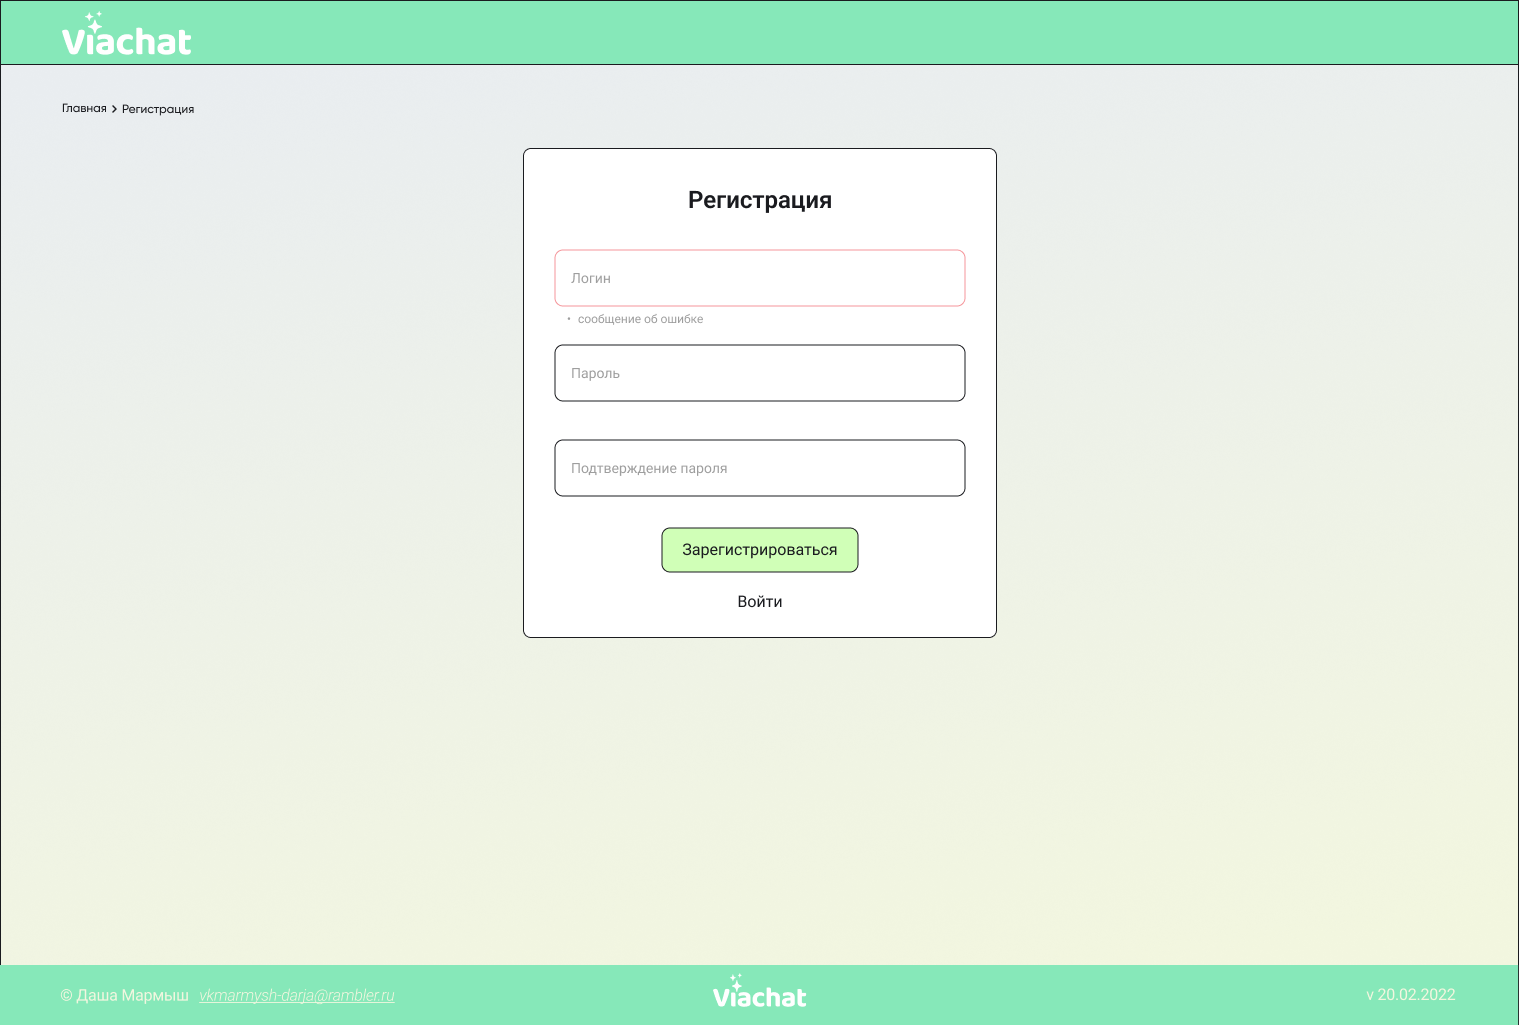 Viachat
Главная > Регистрация
Регистрация
Логин
• сообщение об ошибке
Пароль
Подтверждение пароля
Зарегистрироваться
Войти
© Даша Мармыш vkmarmysh-darja@rambler.ru
Viachat
v 20.02.2022